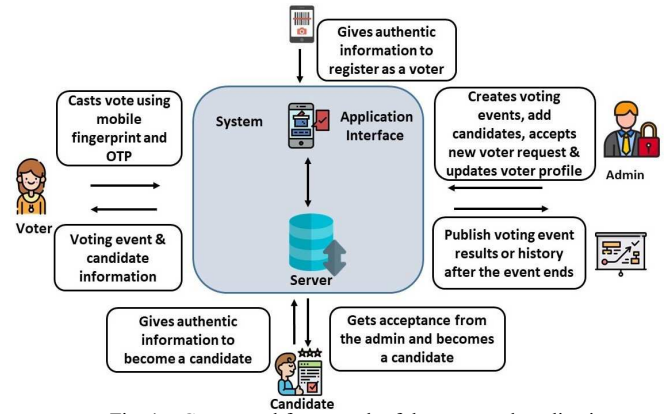 Gives authentic
information to
register as a voter
Casts vote using
mobile
fingerprint and
OTP
System
Application
Interface
Creates voting
events, add
candidates, accepts
new voter request &
updates voter profile
Admin
Voter
Voting event &
candidate
information
Server
Publish voting event
results or history
after the event ends
Gives authentic
information to
become a candidate
Gets acceptance from
the admin and becomes
a candidate
Candidate